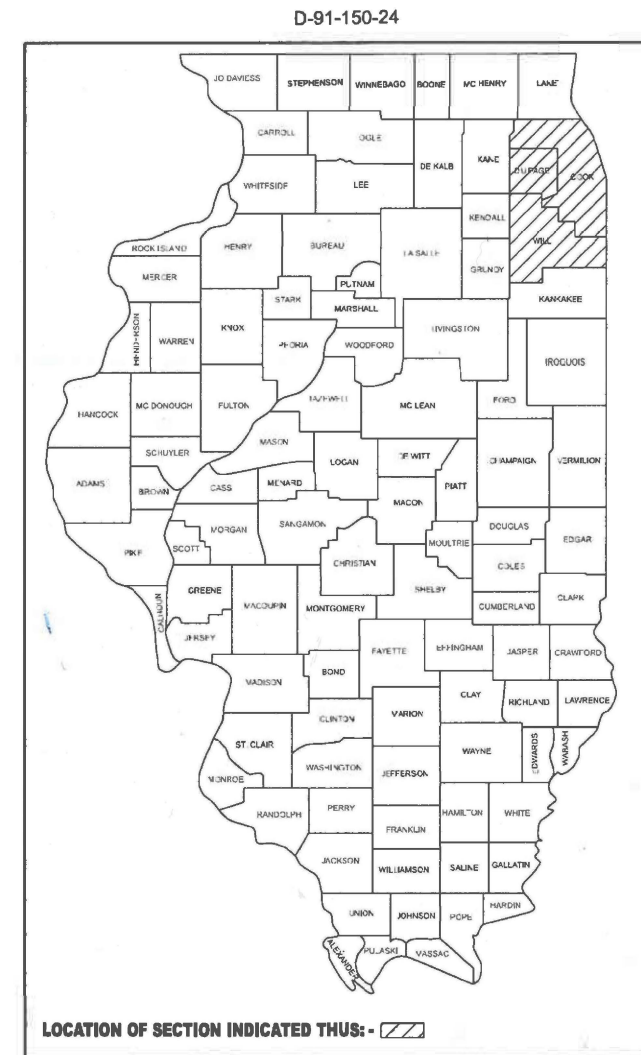 D-91-150-24
JO DAVIESS STEPHENSON WINNEBAGO BOONE MC HENRY LAKE
CARROLL OGLE DE KALB KANE DU PAGE COOK
WHITESIDE LEE
KENDALL WILL
ROCK ISLAND HENRY BUREAU LA SALLE GRUNDY
MERCER PUTNAM KANKAKEE
STARK MARSHALL
HENDERSON WARREN KNOX PEORIA WOODFORD LIVINGSTON
IROQUOIS
HANCOCK MC DONOUGH FULTON TAZEWELL MC LEAN FORD
MASON
SCHUYLER LOGAN DE WITT CHAMPAIGN VERMILION
ADAMS BROWN CASS MENARD PIATT
MACON
MORGAN SANGAMON DOUGLAS
PIKE SCOTT CHRISTIAN MOULTRIE EDGAR
COLES
CALHOUN GREENE MACOUPIN MONTGOMERY SHELBY CUMBERLAND CLARK
JERSEY
FAYETTE EFFINGHAM JASPER CRAWFORD
MADISON BOND
CLAY RICHLAND LAWRENCE
CLINTON MARION
ST. CLAIR WAYNE EDWARDS WABASH
WASHINGTON JEFFERSON
MONROE
RANDOLPH PERRY HAMILTON WHITE
FRANKLIN
JACKSON WILLIAMSON SALINE GALLATIN
UNION JOHNSON POPE HARDIN
ALEXANDER PULASKI VASSAC
LOCATION OF SECTION INDICATED THUS: -